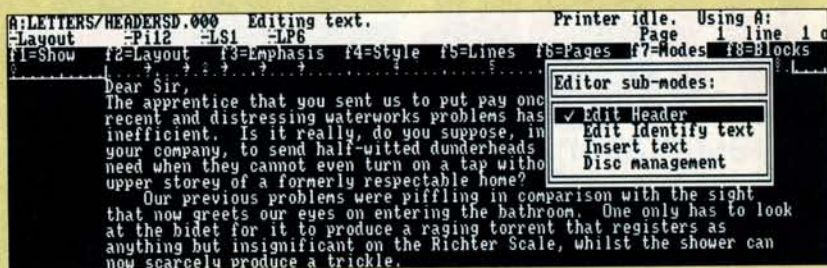 A:LETTERS/HEADERSD.000 Editing text. Printer idle. Using A:
-Layout -Pi12 -LS1 -LP6 Page 1 line 1 o
f1=Show f2=Layout f3=Emphasis f4=Style f5=Lines f6=Pages f7=Modes f8=Blocks
Dear Sir,
The apprentice that you sent us to put pay onc
recent and distressing waterworks problems has
inefficient. Is it really, do you suppose, in
your company, to send half-witted dunderheads
need when they cannot even turn on a tap witho
upper storey of a formerly respectable home?
Our previous problems were piffling in comparison with the sight
that now greets our eyes on entering the bathroom. One only has to look
at the bidet for it to produce a raging torrent that registers as
anything but insignificant on the Richter Scale, whilst the shower can
now scarcely produce a trickle.
Editor sub-modes:
✓ Edit Header
Edit Identify text
Insert text
Disc management